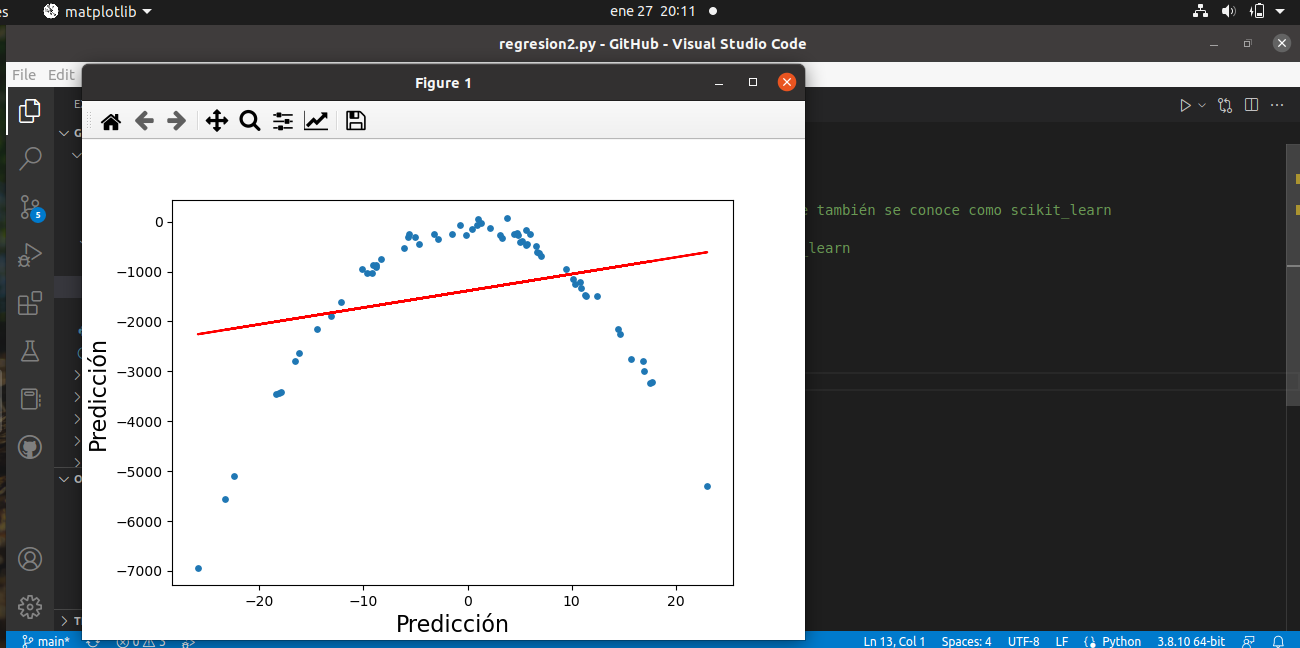 es matplotlib ene 27 20:11
regresion2.py - GitHub - Visual Studio Code
File Edit
Figure 1
0
−1000
−2000
−3000
−4000
−5000
−6000
−7000
−20 −10 0 10 20
Predicción
Predicción
e también se conoce como scikit_learn
_learn
5
main* 0 3 Ln 13, Col 1 Spaces: 4 UTF-8 LF Python 3.8.10 64-bit